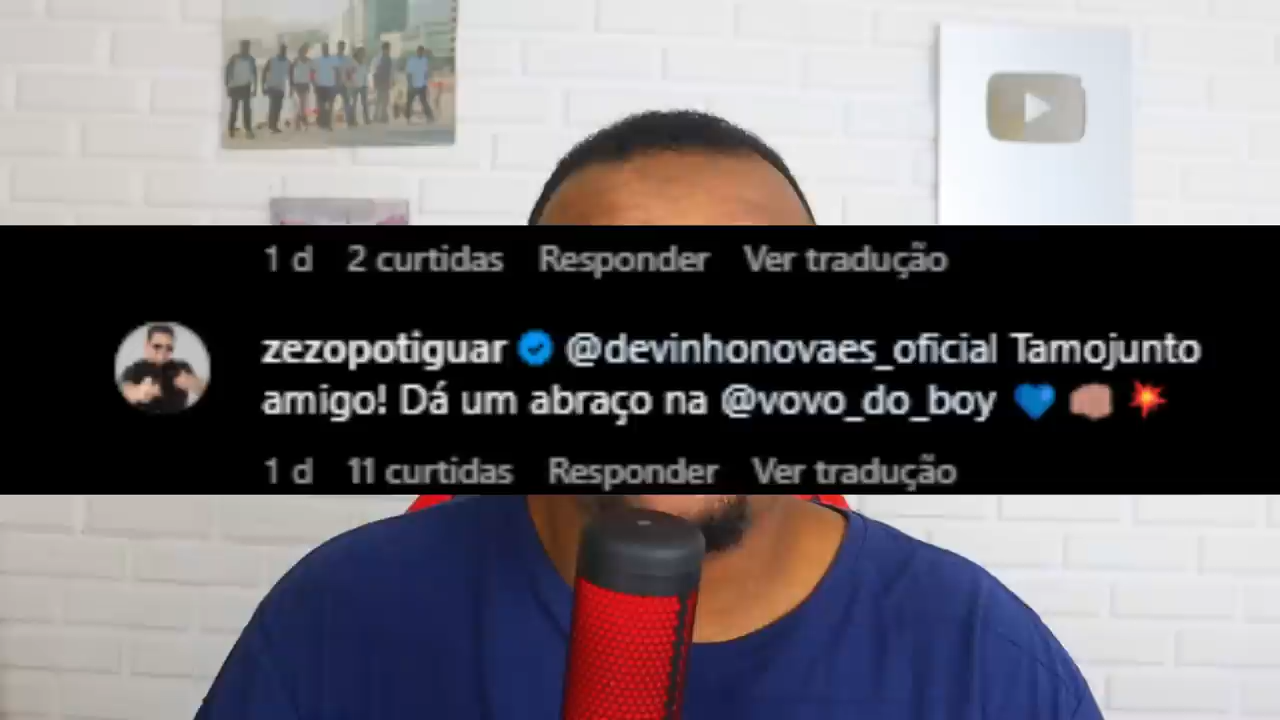 1 d 2 curtidas Responder Ver tradução
zezopotiguar @devinhonovaes_oficial Tamojunto
amigo! Dá um abraço na @vovo_do_boy 💙 👊🏼 💥
1 d 11 curtidas Responder Ver tradução